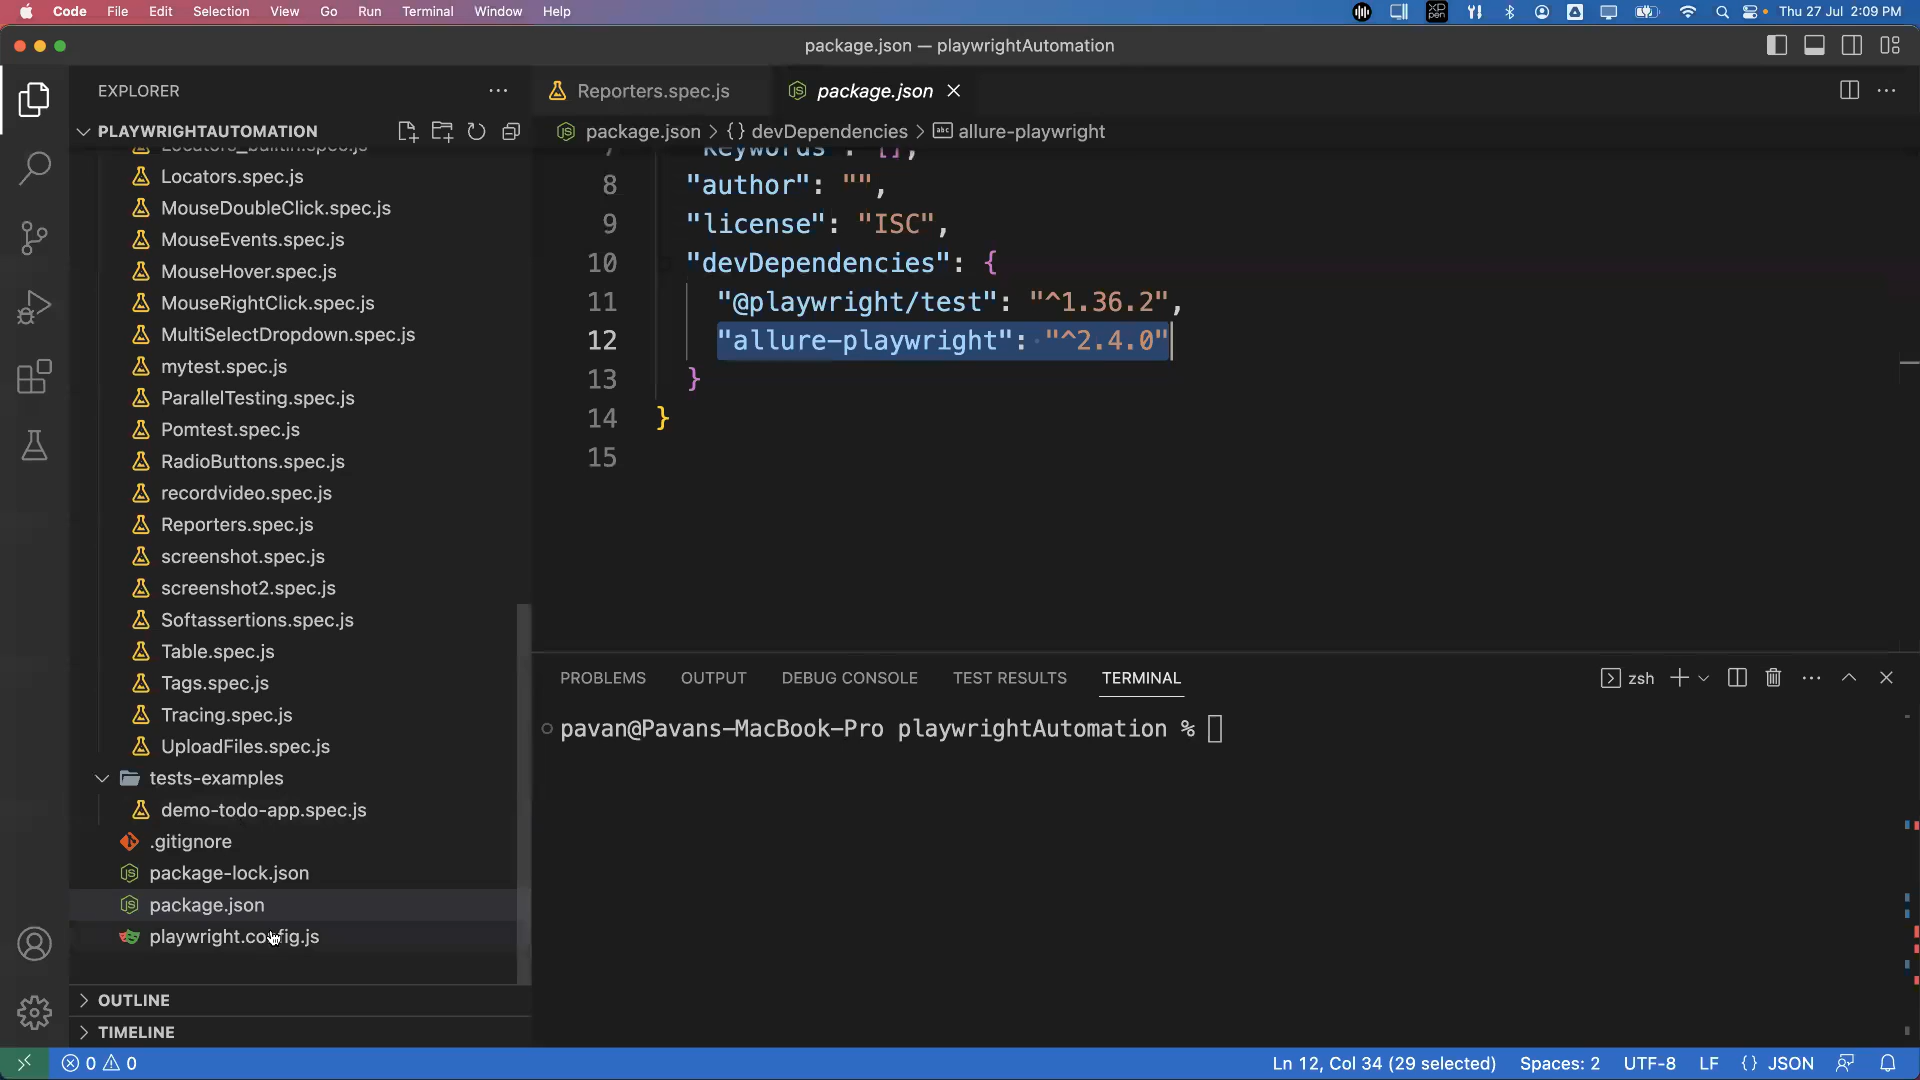 Code File Edit Selection View Go Run Terminal Window Help
XP PEN
Thu 27 Jul 2:09 PM
package.json — playwrightAutomation
EXPLORER
PLAYWRIGHTAUTOMATION
Locators_builtin.spec.js
Locators.spec.js
MouseDoubleClick.spec.js
MouseEvents.spec.js
MouseHover.spec.js
MouseRightClick.spec.js
MultiSelectDropdown.spec.js
mytest.spec.js
ParallelTesting.spec.js
Pomtest.spec.js
RadioButtons.spec.js
recordvideo.spec.js
Reporters.spec.js
screenshot.spec.js
screenshot2.spec.js
Softassertions.spec.js
Table.spec.js
Tags.spec.js
Tracing.spec.js
UploadFiles.spec.js
tests-examples
demo-todo-app.spec.js
.gitignore
package-lock.json
package.json
playwright.config.js
OUTLINE
TIMELINE
Reporters.spec.js
package.json
package.json > {} devDependencies > abc allure-playwright
7 "keywords": [],
8 "author": "",
9 "license": "ISC",
10 "devDependencies": {
11 "@playwright/test": "^1.36.2",
12 "allure-playwright": "^2.4.0"
13 }
14 }
15
PROBLEMS OUTPUT DEBUG CONSOLE TEST RESULTS TERMINAL
zsh
pavan@Pavans-MacBook-Pro playwrightAutomation %
0 0
Ln 12, Col 34 (29 selected) Spaces: 2 UTF-8 LF {} JSON